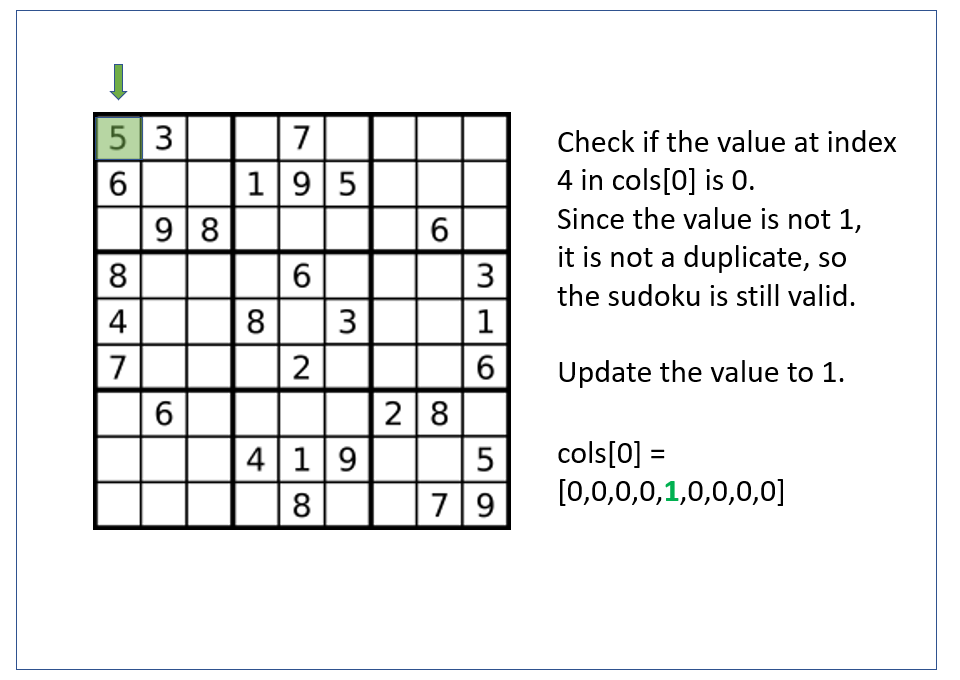 5 3 7
6 1 9 5
9 8 6
8 6 3
4 8 3 1
7 2 6
6 2 8
4 1 9 5
8 7 9
Check if the value at index
4 in cols[0] is 0.
Since the value is not 1,
it is not a duplicate, so
the sudoku is still valid.
Update the value to 1.
cols[0] =
[0,0,0,0,1,0,0,0,0]